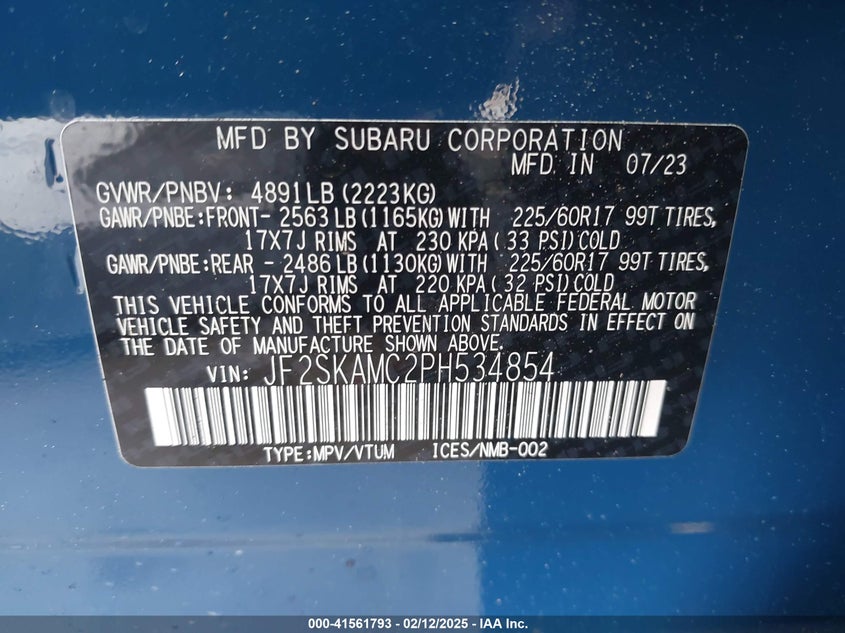 MFD BY SUBARU CORPORATION
MFD IN 07/23
GVWR/PNBV: 4891LB (2223KG)
GAWR/PNBE:FRONT- 2563LB (1165KG)WITH 225/60R17 99T TIRES,
17X7J RIMS AT 230 KPA(33 PSI)COLD
GAWR/PNBE:REAR - 2486LB (1130KG)WITH 225/60R17 99T TIRES,
17X7J RIMS AT 220 KPA(32 PSI)COLD
THIS VEHICLE CONFORMS TO ALL APPLICABLE FEDERAL MOTOR
VEHICLE SAFETY AND THEFT PREVENTION STANDARDS IN EFFECT ON
THE DATE OF MANUFACTURE SHOWN ABOVE.
VIN: JF2SKAMC2PH534854
TYPE:MPV/VTUM ICES/NMB-002
000-41561793 - 02/12/2025 - IAA Inc.